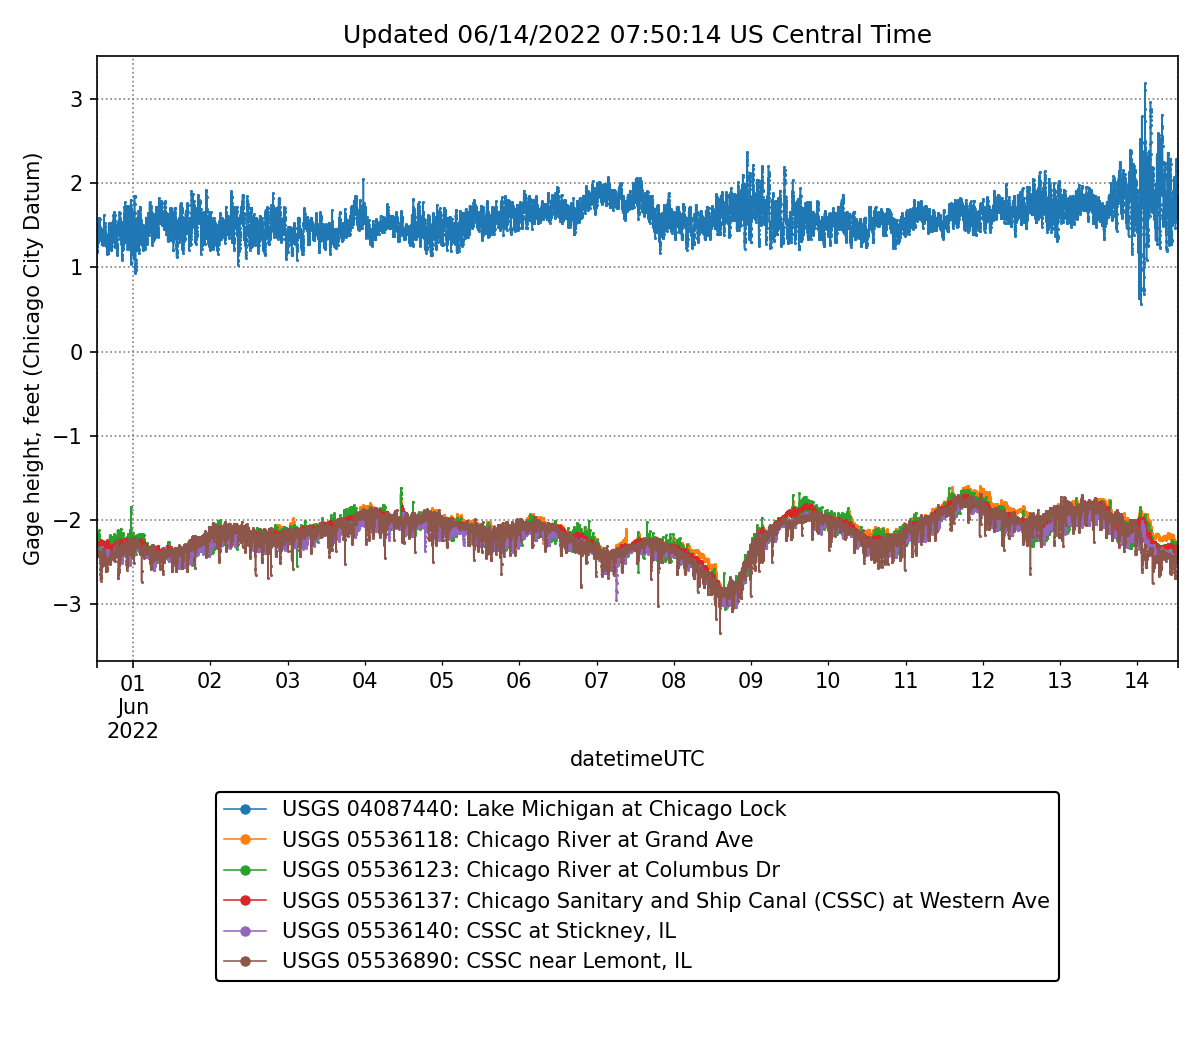 Updated 06/14/2022 07:50:14 US Central Time
Gage height, feet (Chicago City Datum)
3
2
1
0
−1
−2
−3
01 02 03 04 05 06 07 08 09 10 11 12 13 14
Jun
2022
datetimeUTC
USGS 04087440: Lake Michigan at Chicago Lock
USGS 05536118: Chicago River at Grand Ave
USGS 05536123: Chicago River at Columbus Dr
USGS 05536137: Chicago Sanitary and Ship Canal (CSSC) at Western Ave
USGS 05536140: CSSC at Stickney, IL
USGS 05536890: CSSC near Lemont, IL